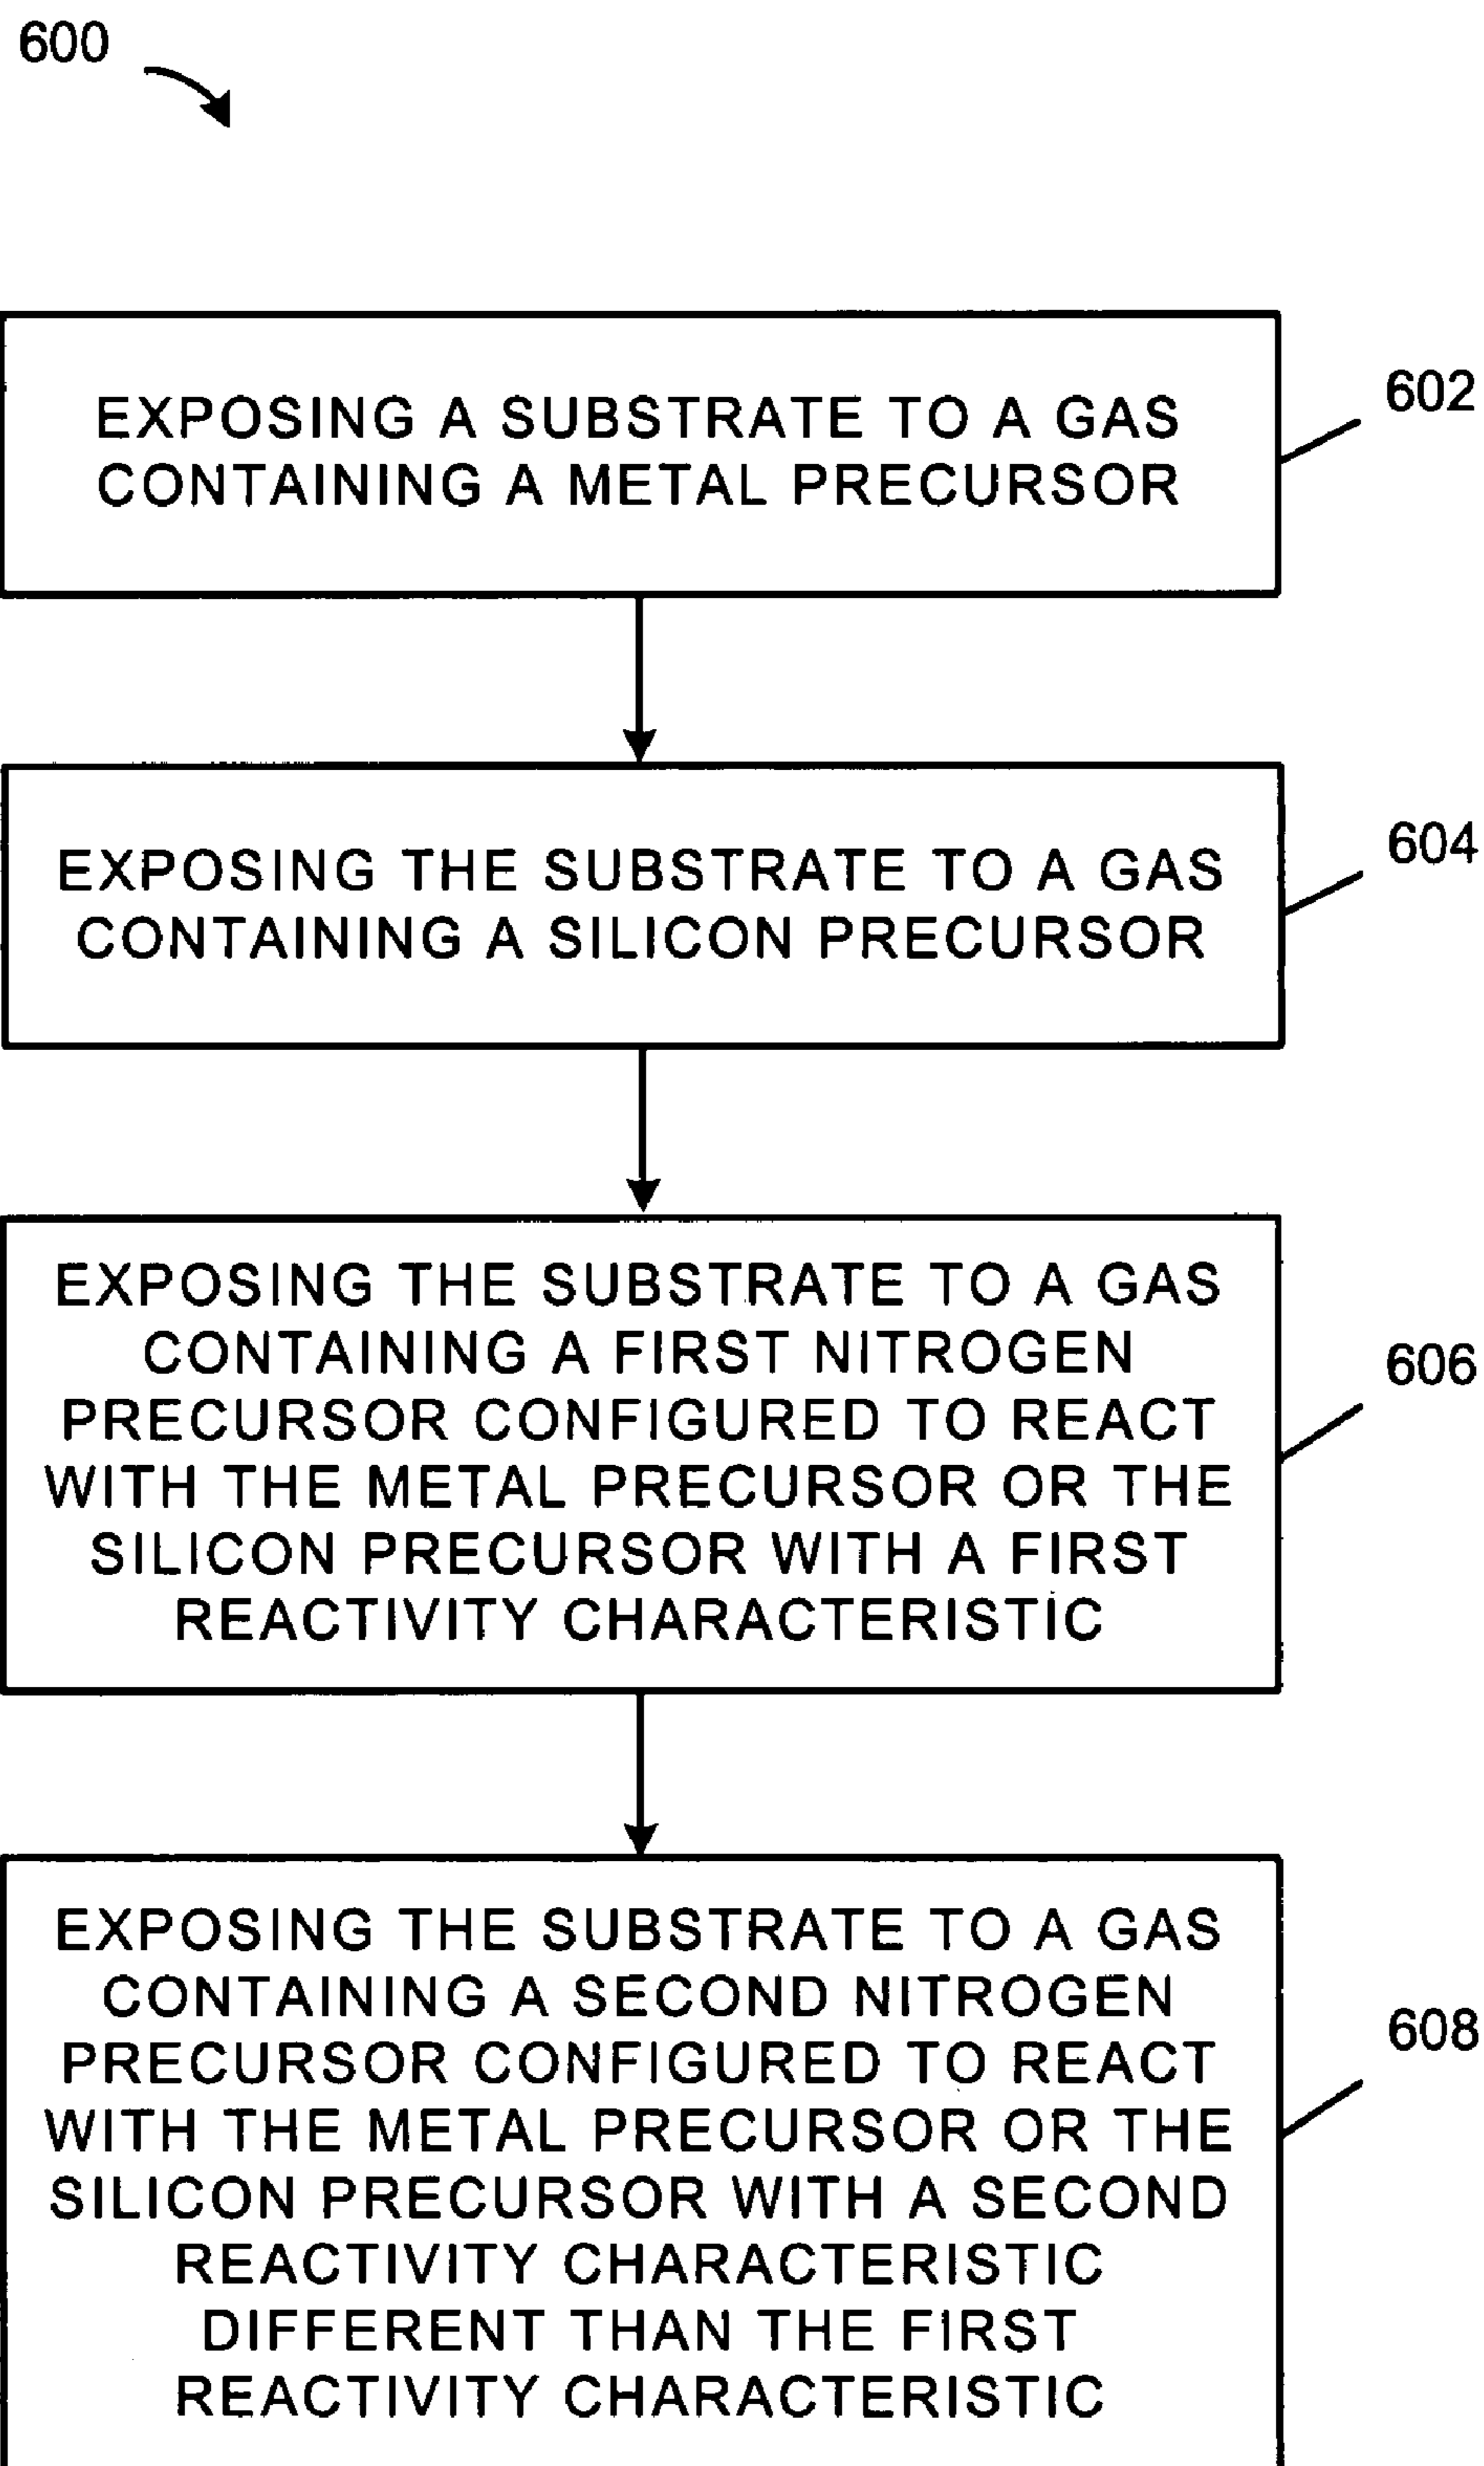 600
EXPOSING A SUBSTRATE TO A GAS
CONTAINING A METAL PRECURSOR
602
EXPOSING THE SUBSTRATE TO A GAS
CONTAINING A SILICON PRECURSOR
604
EXPOSING THE SUBSTRATE TO A GAS
CONTAINING A FIRST NITROGEN
PRECURSOR CONFIGURED TO REACT
WITH THE METAL PRECURSOR OR THE
SILICON PRECURSOR WITH A FIRST
REACTIVITY CHARACTERISTIC
606
EXPOSING THE SUBSTRATE TO A GAS
CONTAINING A SECOND NITROGEN
PRECURSOR CONFIGURED TO REACT
WITH THE METAL PRECURSOR OR THE
SILICON PRECURSOR WITH A SECOND
REACTIVITY CHARACTERISTIC
DIFFERENT THAN THE FIRST
REACTIVITY CHARACTERISTIC
608